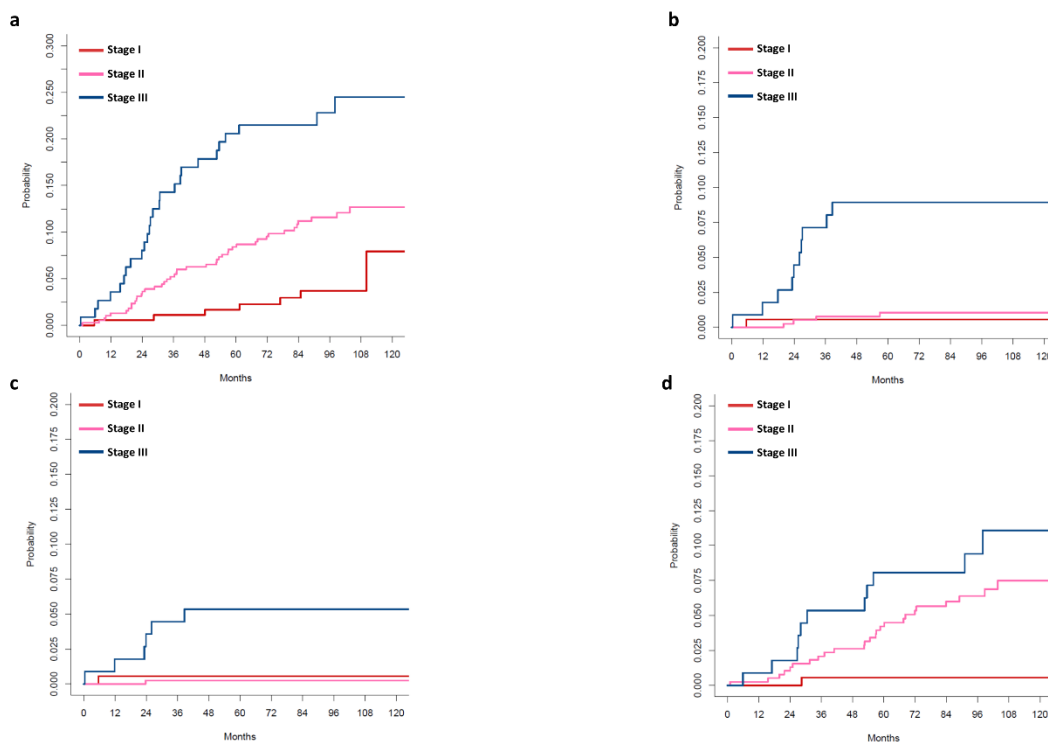 a
0.300
0.250
0.200
0.150
0.100
0.050
0.000
Probability
Stage I
Stage II
Stage III
0 12 24 36 48 60 72 84 96 108 120
Months
b
0.200
0.175
0.150
0.125
0.100
0.075
0.050
0.025
0.000
Probability
Stage I
Stage II
Stage III
0 12 24 36 48 60 72 84 96 108 120
Months
c
0.200
0.175
0.150
0.125
0.100
0.075
0.050
0.025
0.000
Probability
Stage I
Stage II
Stage III
0 12 24 36 48 60 72 84 96 108 120
Months
d
0.200
0.175
0.150
0.125
0.100
0.075
0.050
0.025
0.000
Probability
Stage I
Stage II
Stage III
0 12 24 36 48 60 72 84 96 108 120
Months